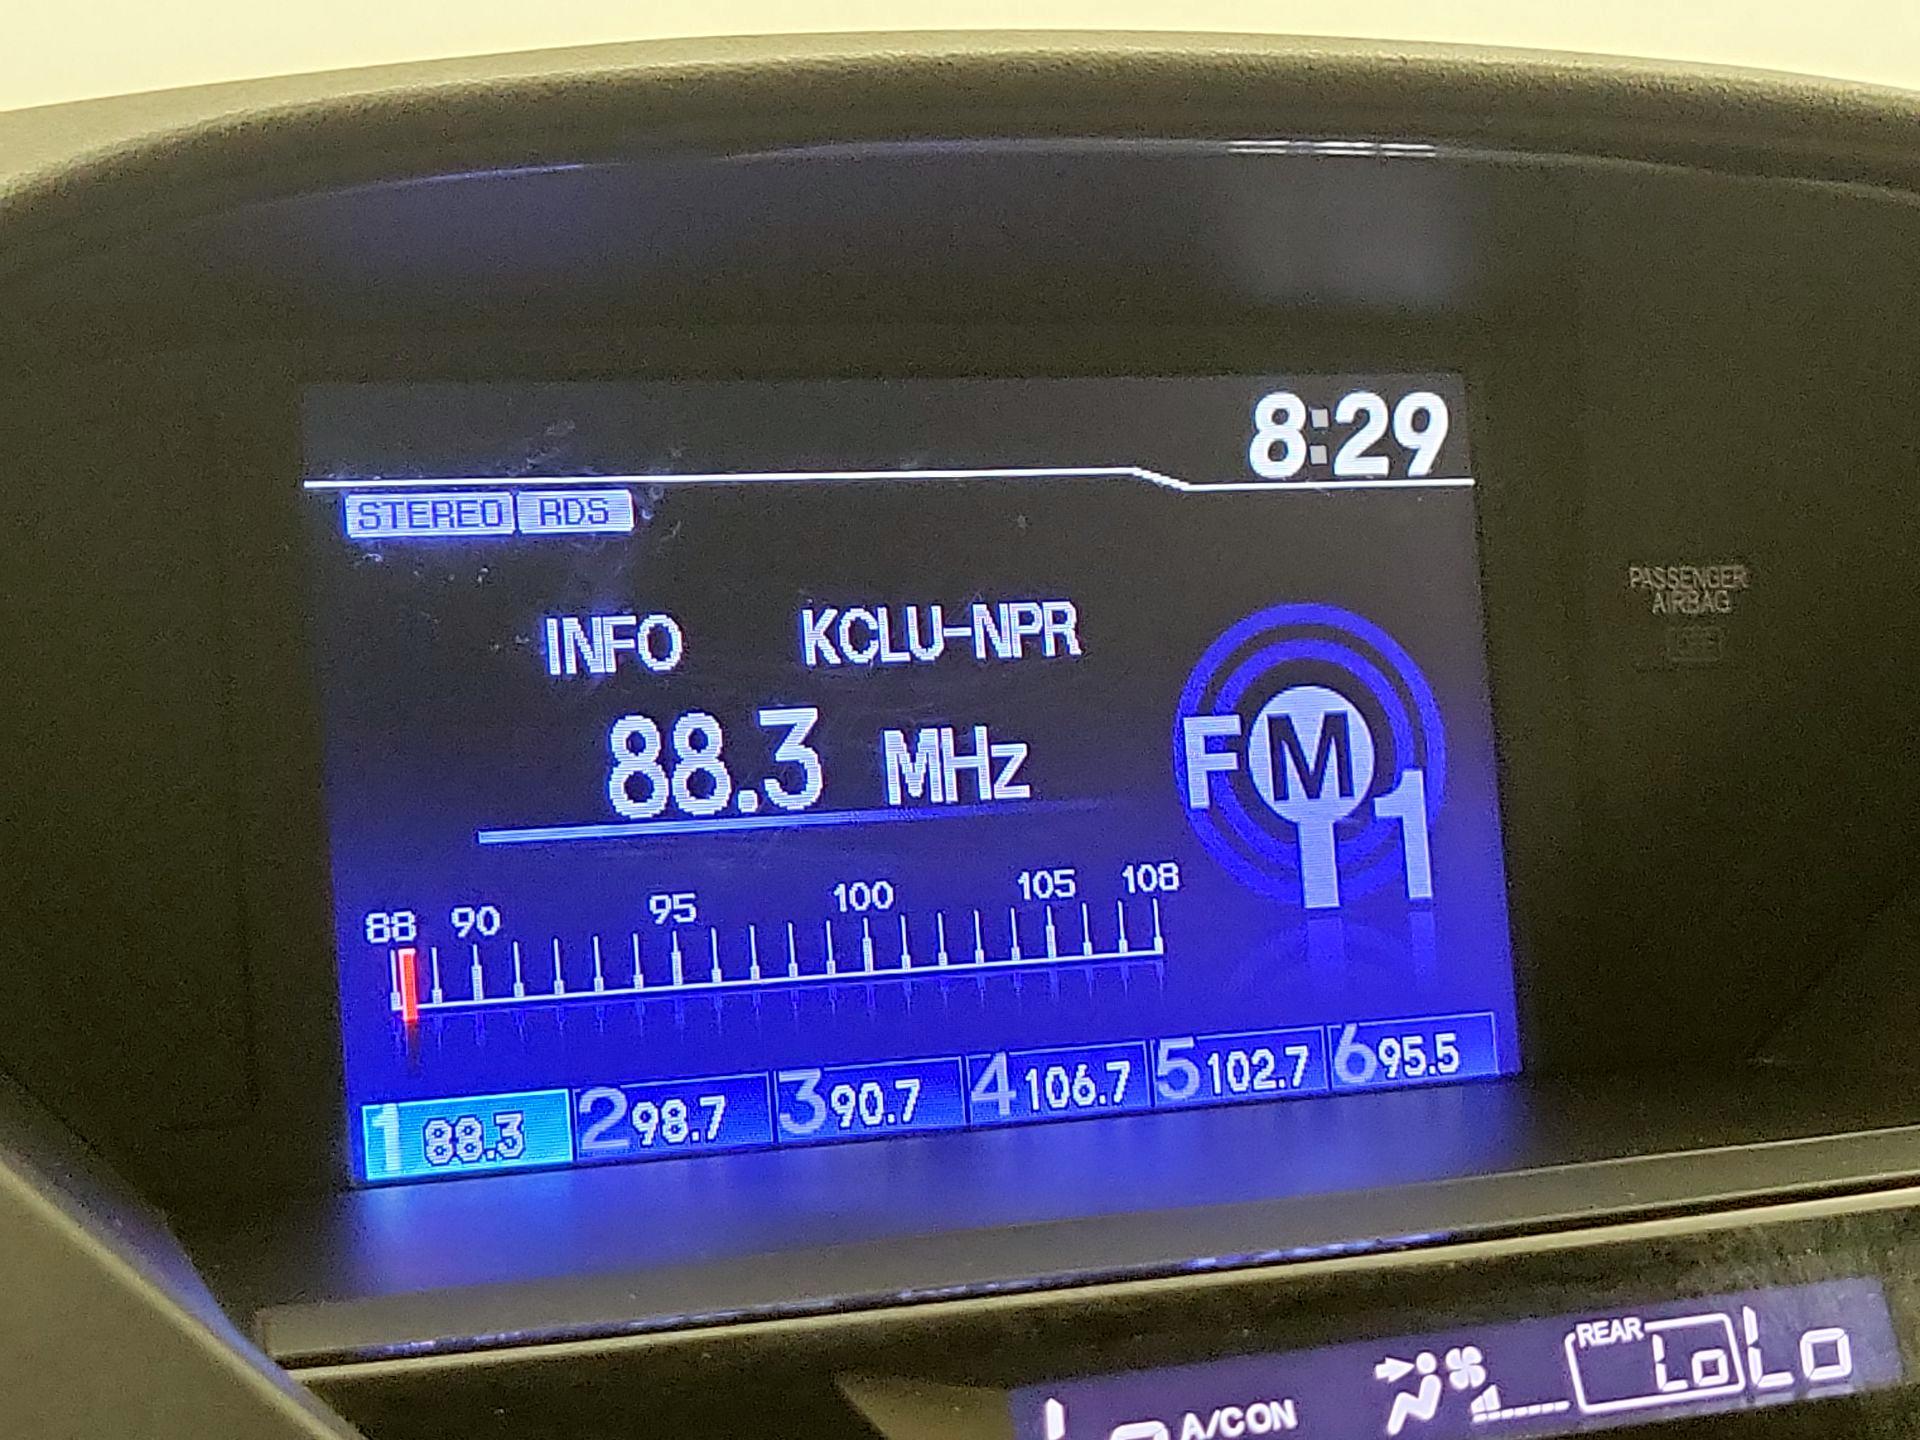 8:29
STEREO RDS
INFO KCLU-NPR
88.3 MHz
FM1
88 90 95 100 105 108
1 88.3 2 98.7 3 90.7 4 106.7 5 102.7 6 95.5
PASSENGER
AIRBAG
OFF
A/CON REAR Lo Lo